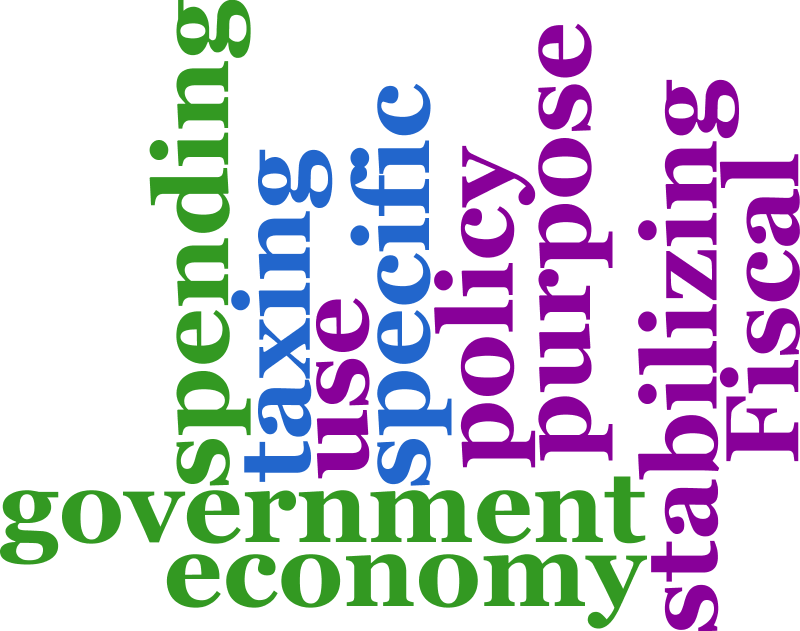 spending
taxing
use
specific
policy
purpose
stabilizing
Fiscal
government
economy